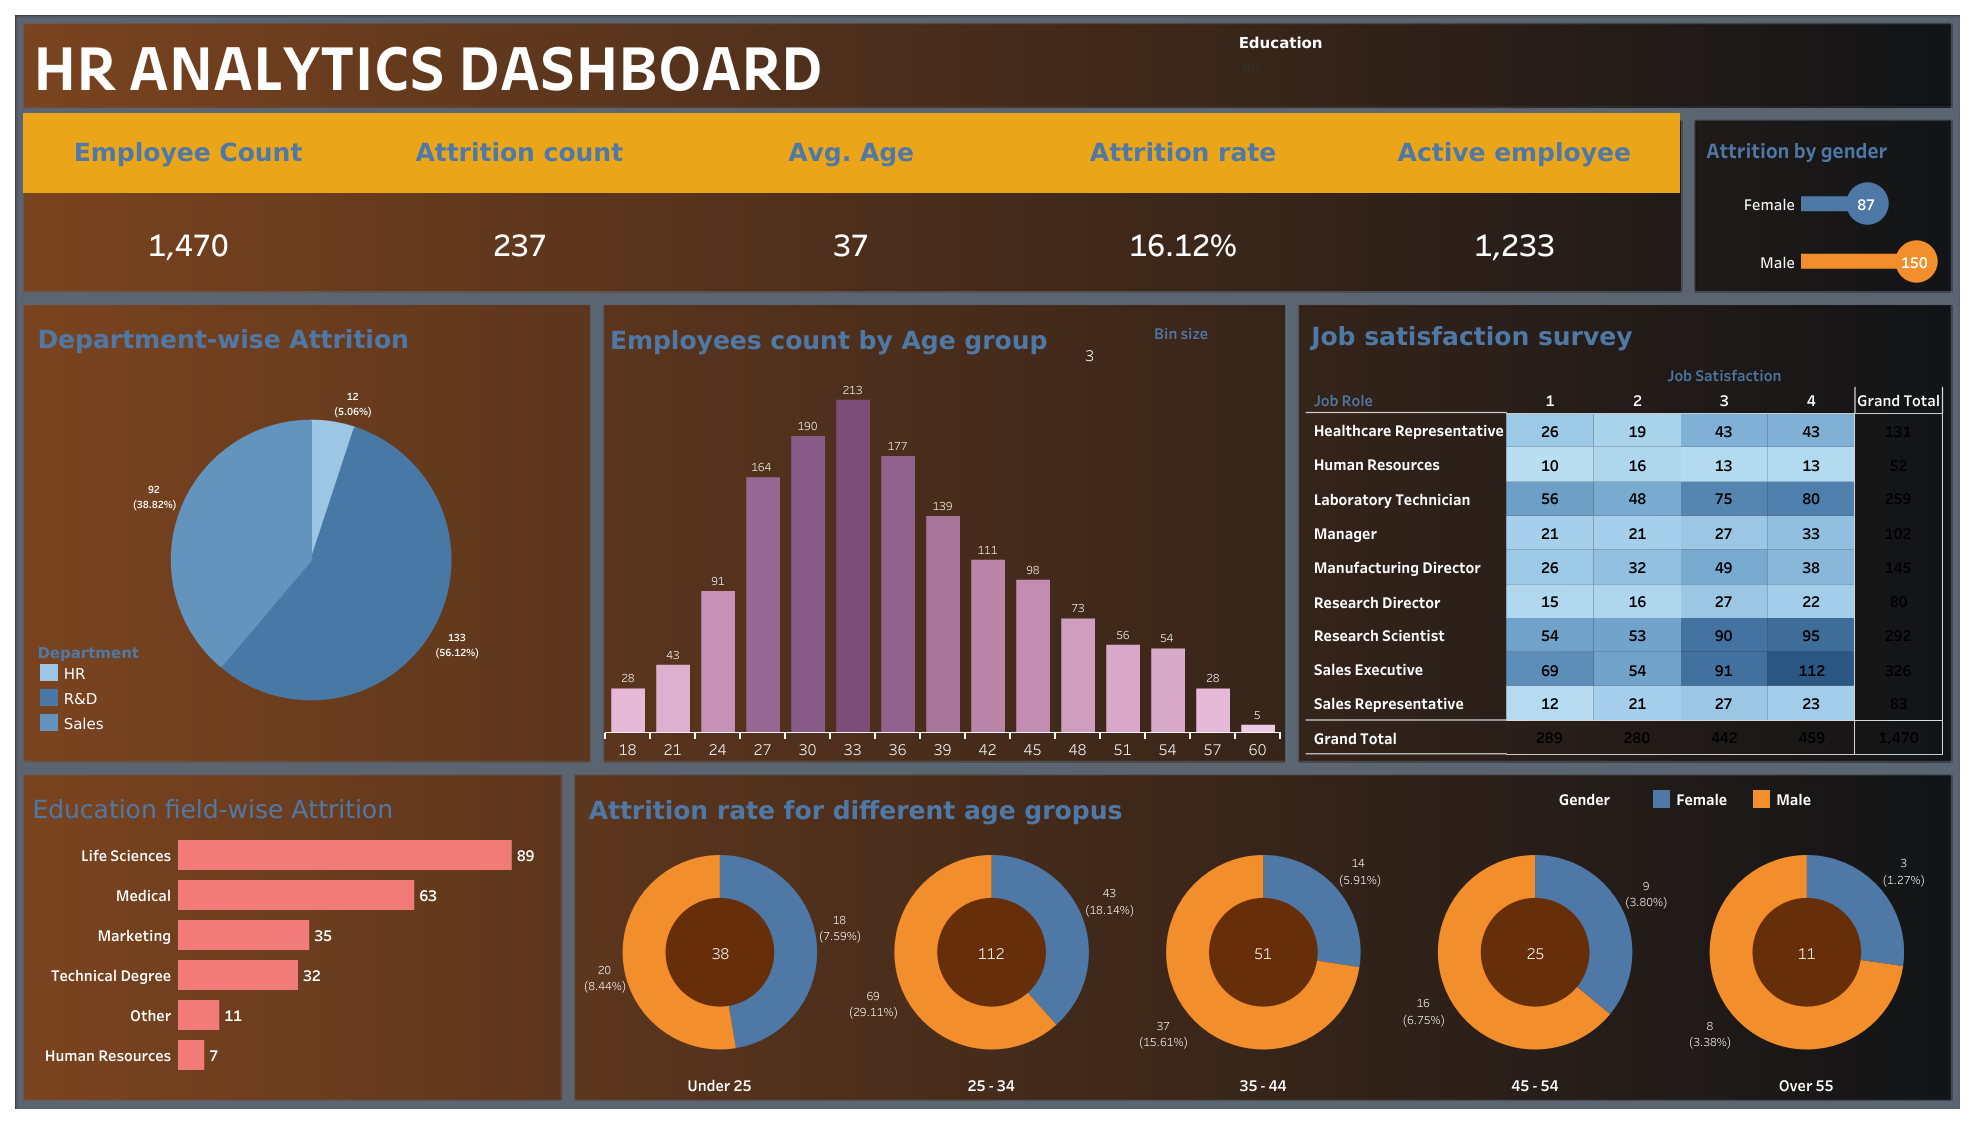 HR ANALYTICS DASHBOARD
Education
All
Employee Count Attrition count Avg. Age Attrition rate Active employee
1,470 237 37 16.12% 1,233
Attrition by gender
Female 87
Male 150
Department-wise Attrition
12
(5.06%)
92
(38.82%)
133
(56.12%)
Department
HR
R&D
Sales
Employees count by Age group
Bin size
3
28 43 91 164 190 213 177 139 111 98 73 56 54 28 5
18 21 24 27 30 33 36 39 42 45 48 51 54 57 60
Job satisfaction survey
Job Satisfaction
Job Role 1 2 3 4 Grand Total
Healthcare Representative 26 19 43 43 131
Human Resources 10 16 13 13 52
Laboratory Technician 56 48 75 80 259
Manager 21 21 27 33 102
Manufacturing Director 26 32 49 38 145
Research Director 15 16 27 22 80
Research Scientist 54 53 90 95 292
Sales Executive 69 54 91 112 326
Sales Representative 12 21 27 23 83
Grand Total 289 280 442 459 1,470
Education field-wise Attrition
Life Sciences 89
Medical 63
Marketing 35
Technical Degree 32
Other 11
Human Resources 7
Attrition rate for different age gropus
Gender Female Male
18
(7.59%)
38
20
(8.44%)
Under 25
43
(18.14%)
112
69
(29.11%)
25 - 34
14
(5.91%)
51
37
(15.61%)
35 - 44
9
(3.80%)
25
16
(6.75%)
45 - 54
3
(1.27%)
11
8
(3.38%)
Over 55